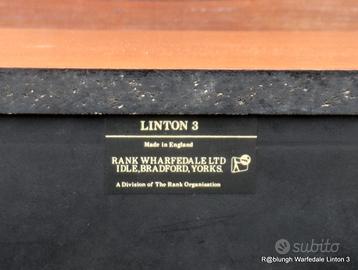 LINTON 3
Made in England
RANK WHARFEDALE LTD
IDLE, BRADFORD, YORKS.
A Division of The Rank Organisation
subito
R@blungh Warfedale Linton 3